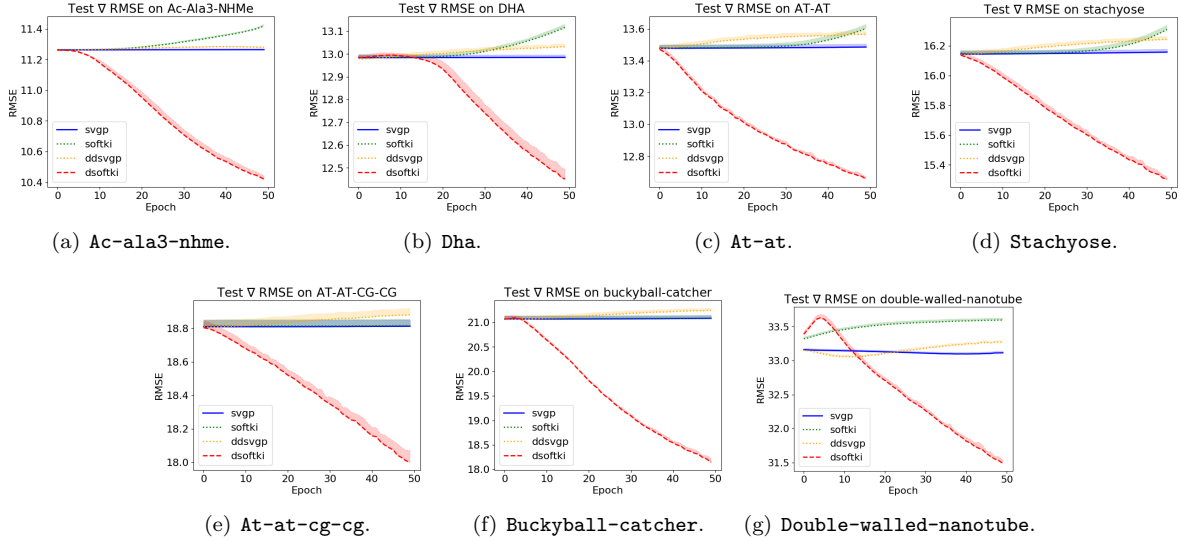 Test ∇ RMSE on Ac-Ala3-NHMe
11.4
11.2
11.0
10.8
10.6
10.4
RMSE
svgp
softki
ddsvgp
dsoftki
0 10 20 30 40 50
Epoch
(a) Ac-ala3-nhme.
Test ∇ RMSE on DHA
13.1
13.0
12.9
12.8
12.7
12.6
12.5
RMSE
svgp
softki
ddsvgp
dsoftki
0 10 20 30 40 50
Epoch
(b) Dha.
Test ∇ RMSE on AT-AT
13.6
13.4
13.2
13.0
12.8
RMSE
svgp
softki
ddsvgp
dsoftki
0 10 20 30 40 50
Epoch
(c) At-at.
Test ∇ RMSE on stachyose
16.2
16.0
15.8
15.6
15.4
RMSE
svgp
softki
ddsvgp
dsoftki
0 10 20 30 40 50
Epoch
(d) Stachyose.
Test ∇ RMSE on AT-AT-CG-CG
18.8
18.6
18.4
18.2
18.0
RMSE
svgp
softki
ddsvgp
dsoftki
0 10 20 30 40 50
Epoch
(e) At-at-cg-cg.
Test ∇ RMSE on buckyball-catcher
21.0
20.5
20.0
19.5
19.0
18.5
18.0
RMSE
svgp
softki
ddsvgp
dsoftki
0 10 20 30 40 50
Epoch
(f) Buckyball-catcher.
Test ∇ RMSE on double-walled-nanotube
33.5
33.0
32.5
32.0
31.5
RMSE
svgp
softki
ddsvgp
dsoftki
0 10 20 30 40 50
Epoch
(g) Double-walled-nanotube.